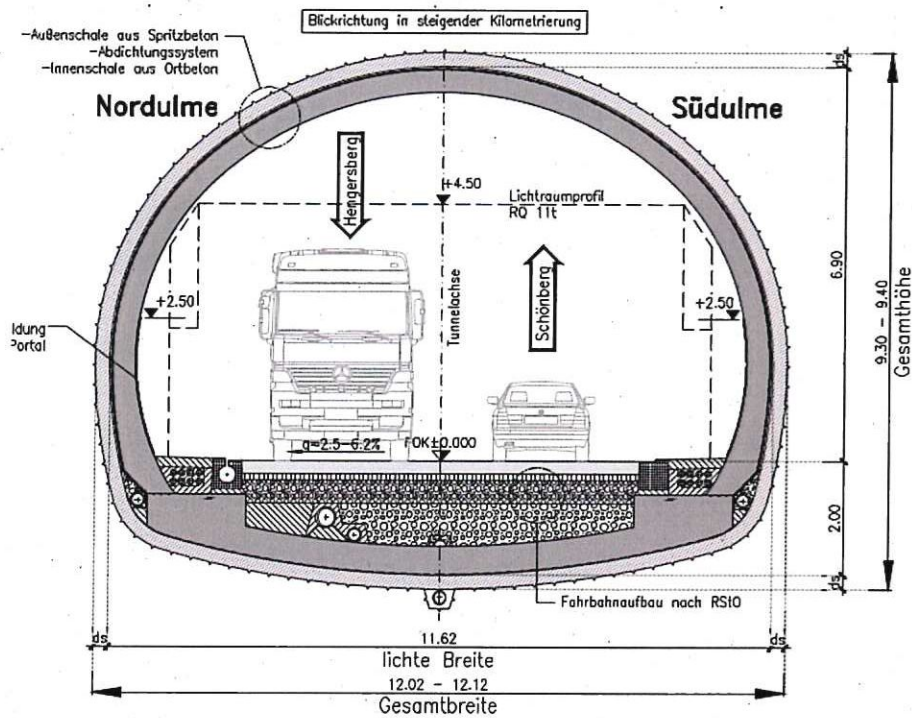 Blickrichtung in steigender Kilometrierung
-Außenschale aus Spritzbeton
-Abdichtungssystem
-Innenschale aus Ortbeton
Nordulme
Südulme
ds
Hengersberg
+4.50
Lichtraumprofil
RQ 11t
Schönberg
Tunnelachse
6.90
9.30 - 9.40
Gesamthöhe
+2.50
+2.50
ldung
Portal
q=2.5-6.2%
FOK±0.000
2.00
ds
Fahrbahnaufbau nach RStO
ds
11.62
ds
lichte Breite
12.02 - 12.12
Gesamtbreite